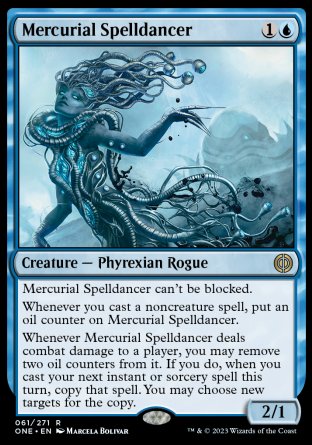 Mercurial Spelldancer 1
Creature — Phyrexian Rogue
Mercurial Spelldancer can't be blocked.
Whenever you cast a noncreature spell, put an
oil counter on Mercurial Spelldancer.
Whenever Mercurial Spelldancer deals
combat damage to a player, you may remove
two oil counters from it. If you do, when you
cast your next instant or sorcery spell this
turn, copy that spell. You may choose new
targets for the copy.
2/1
061/271 R
ONE • EN MARCELA BOLIVAR ™ & © 2023 Wizards of the Coast